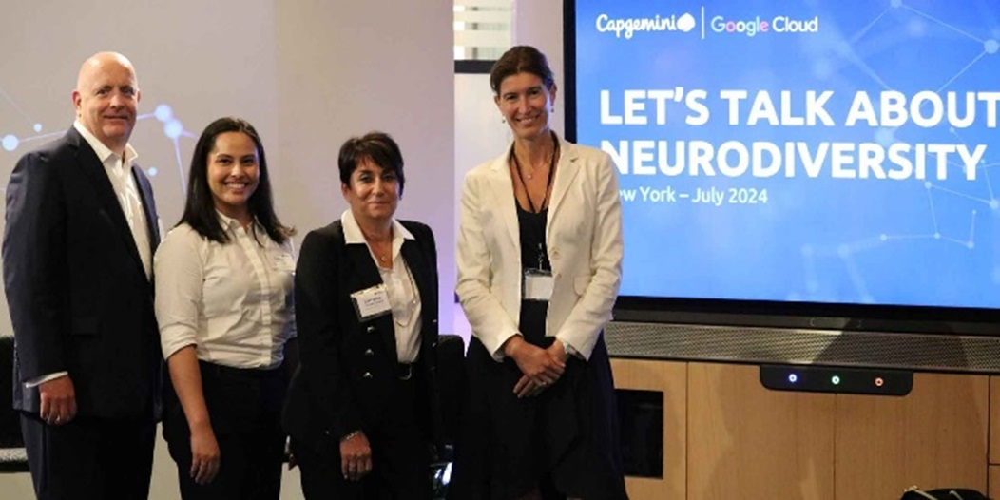 Capgemini | Google Cloud
LET'S TALK ABOUT
NEURODIVERSITY
ew York – July 2024